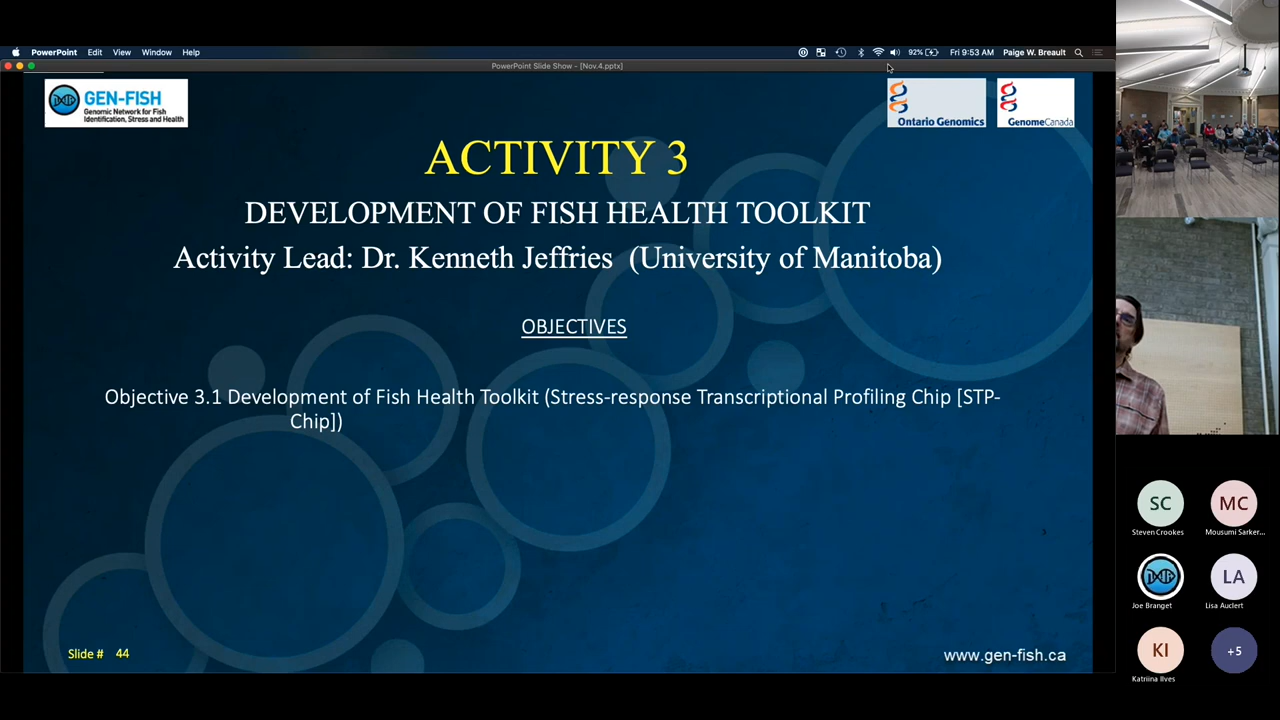 PowerPoint Edit View Window Help 92% Fri 9:53 AM Paige W. Breault
PowerPoint Slide Show - [Nov.4.pptx]
GEN-FISH
Genomic Network for Fish
Identification, Stress and Health
Ontario Genomics
GenomeCanada
ACTIVITY 3
DEVELOPMENT OF FISH HEALTH TOOLKIT
Activity Lead: Dr. Kenneth Jeffries (University of Manitoba)
OBJECTIVES
Objective 3.1 Development of Fish Health Toolkit (Stress-response Transcriptional Profiling Chip [STP-
Chip])
Slide # 44
www.gen-fish.ca
SC
Steven Crookes
MC
Mousumi Sarker...
Joe Branget
LA
Lisa Auclert
KI
Katriina Ilves
+5